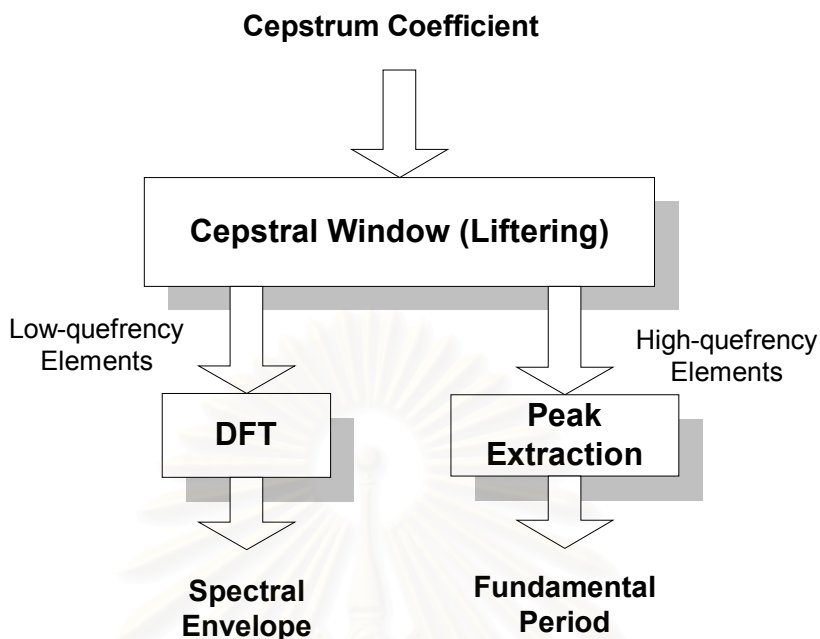 Cepstrum Coefficient
Cepstral Window (Liftering)
Low-quefrency
Elements
High-quefrency
Elements
DFT
Peak
Extraction
Spectral
Envelope
Fundamental
Period